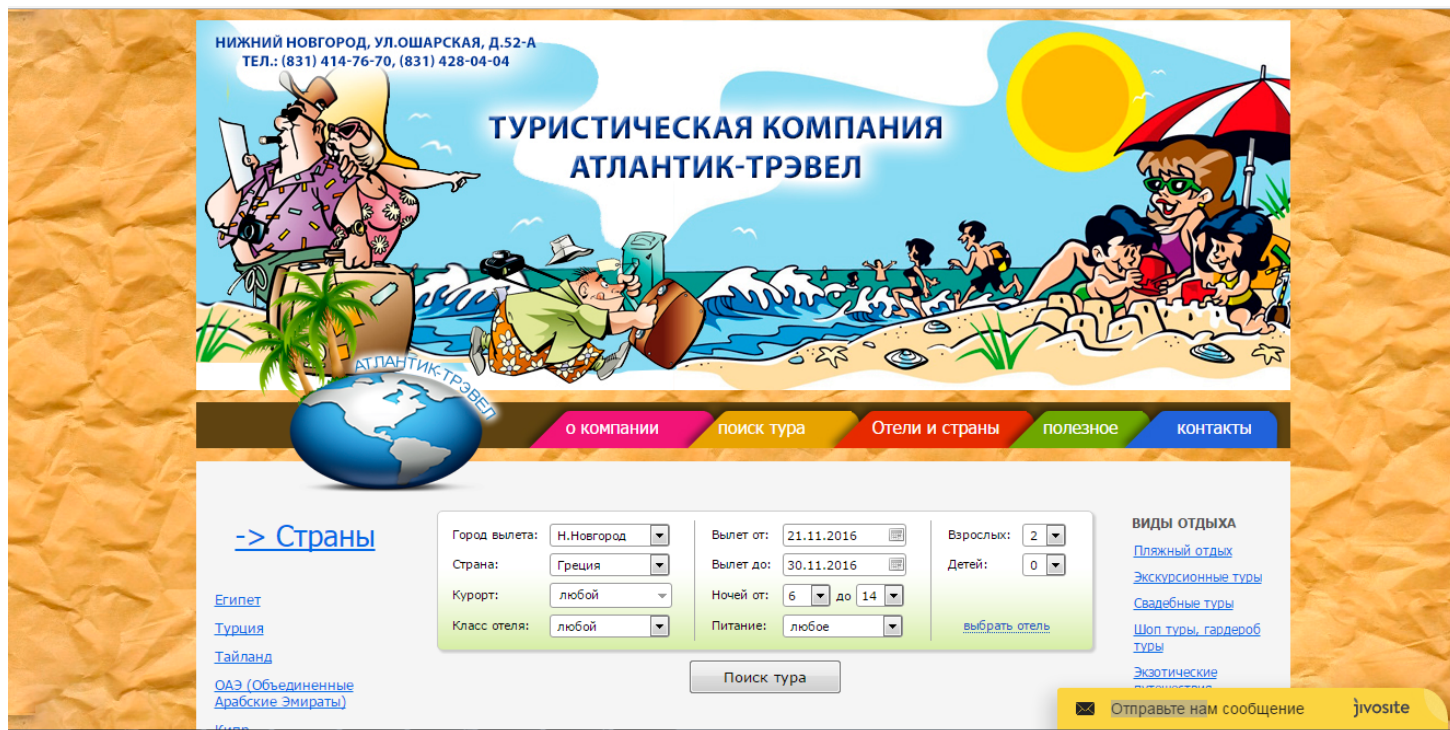 НИЖНИЙ НОВГОРОД, УЛ.ОШАРСКАЯ, Д.52-А
ТЕЛ.: (831) 414-76-70, (831) 428-04-04
ТУРИСТИЧЕСКАЯ КОМПАНИЯ
АТЛАНТИК-ТРЭВЕЛ
АТЛАНТИК-ТРЭВЕЛ
о компании
поиск тура
Отели и страны
полезное
контакты
-> Страны
Египет
Турция
Тайланд
ОАЭ (Объединенные
Арабские Эмираты)
Кипр
Город вылета: Н.Новгород
Страна: Греция
Курорт: любой
Класс отеля: любой
Вылет от: 21.11.2016
Вылет до: 30.11.2016
Ночей от: 6 до 14
Питание: любое
Взрослых: 2
Детей: 0
выбрать отель
Поиск тура
ВИДЫ ОТДЫХА
Пляжный отдых
Экскурсионные туры
Свадебные туры
Шоп туры, гардероб
туры
Экзотические
путешествия
Отправьте нам сообщение
jivosite